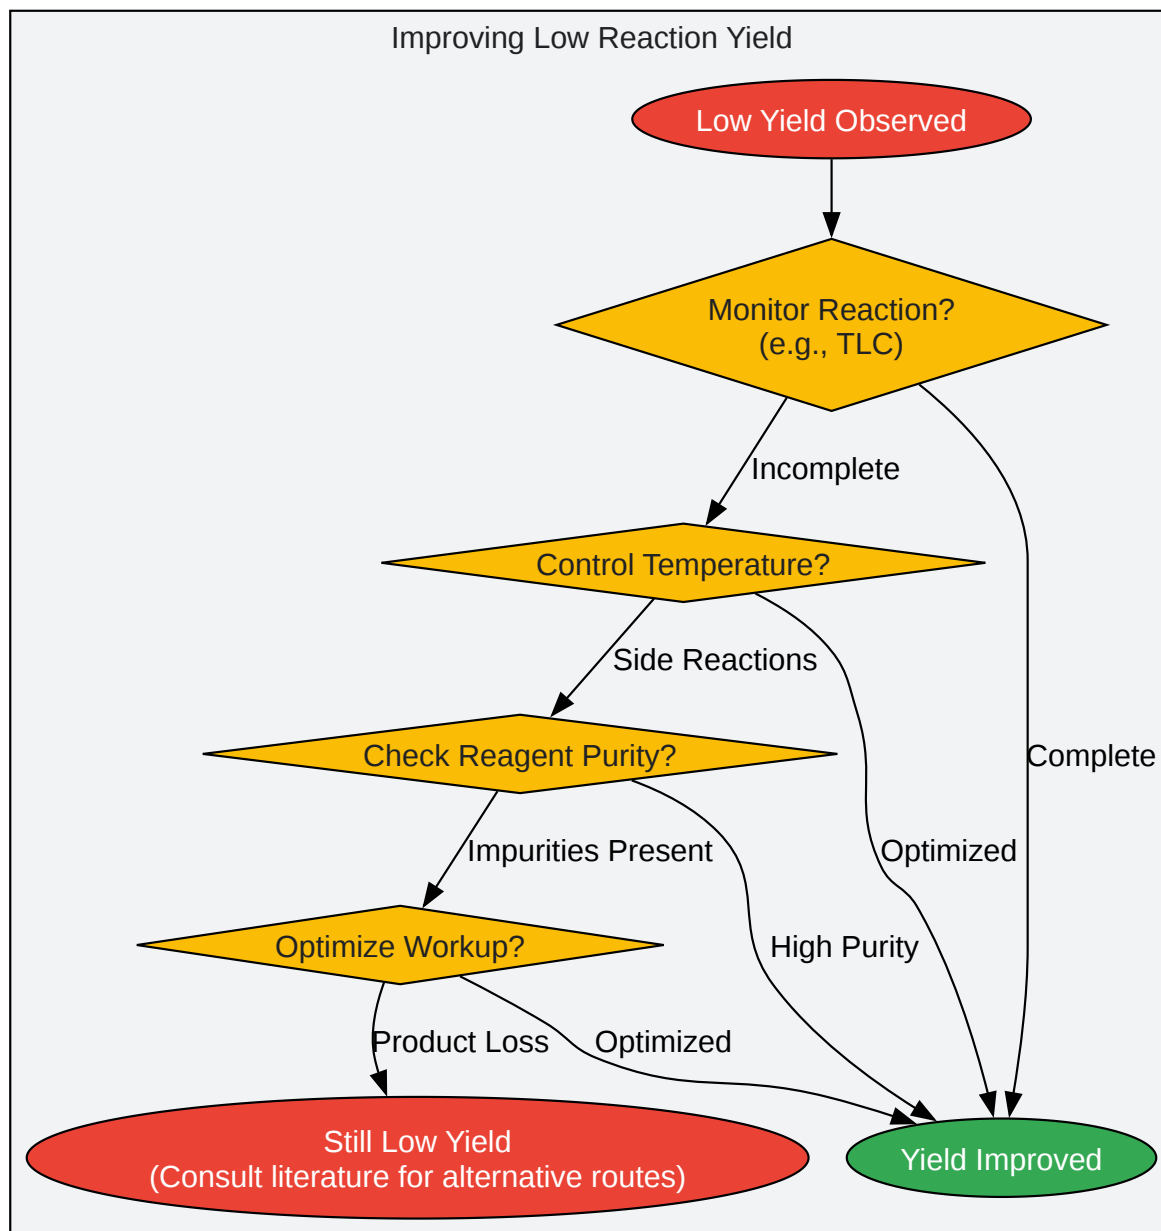 Improving Low Reaction Yield
Low Yield Observed
Monitor Reaction?
(e.g., TLC)
Incomplete
Control Temperature?
Side Reactions
Check Reagent Purity?
Complete
Impurities Present
Optimized
Optimize Workup?
High Purity
Product Loss
Optimized
Still Low Yield
(Consult literature for alternative routes)
Yield Improved